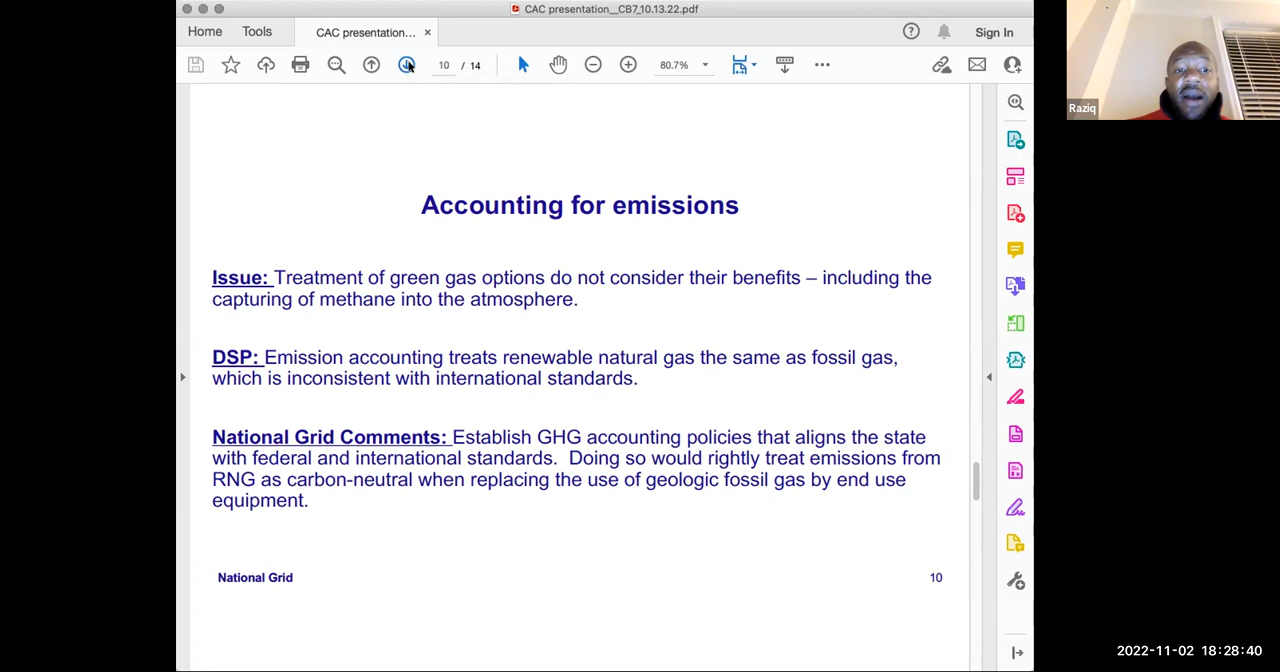 CAC presentation__CB7_10.13.22.pdf
Home Tools CAC presentation... × Sign In
10 / 14 80.7%
Raziq
Accounting for emissions
Issue: Treatment of green gas options do not consider their benefits – including the
capturing of methane into the atmosphere.
DSP: Emission accounting treats renewable natural gas the same as fossil gas,
which is inconsistent with international standards.
National Grid Comments: Establish GHG accounting policies that aligns the state
with federal and international standards. Doing so would rightly treat emissions from
RNG as carbon-neutral when replacing the use of geologic fossil gas by end use
equipment.
National Grid 10
2022-11-02 18:28:40